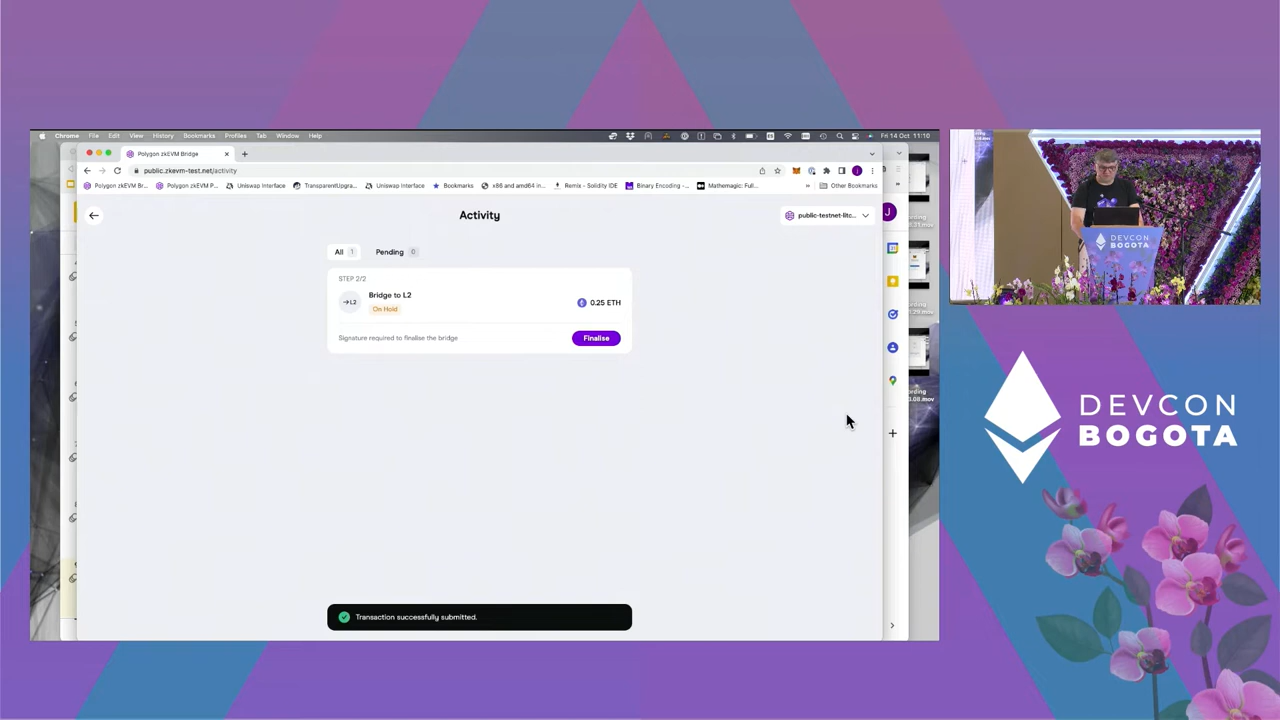 Chrome File Edit View History Bookmarks Profiles Tab Window Help
Fri 14 Oct 11:10
Polygon zkEVM Bridge
public.zkevm-test.net/activity
Polygon zkEVM Br... Polygon zkEVM P... Uniswap Interface TransparentUpgra... Uniswap Interface Bookmarks x86 and amd64 in... Remix - Solidity IDE Binary Encoding -... Mathemagic: Full... Other Bookmarks
Activity
public-testnet-litc...
J
All 1 Pending 0
STEP 2/2
→L2
Bridge to L2
On Hold
0.25 ETH
Signature required to finalise the bridge
Finalise
Transaction successfully submitted.
DEVCON
BOGOTA
DEVCON
BOGOTA